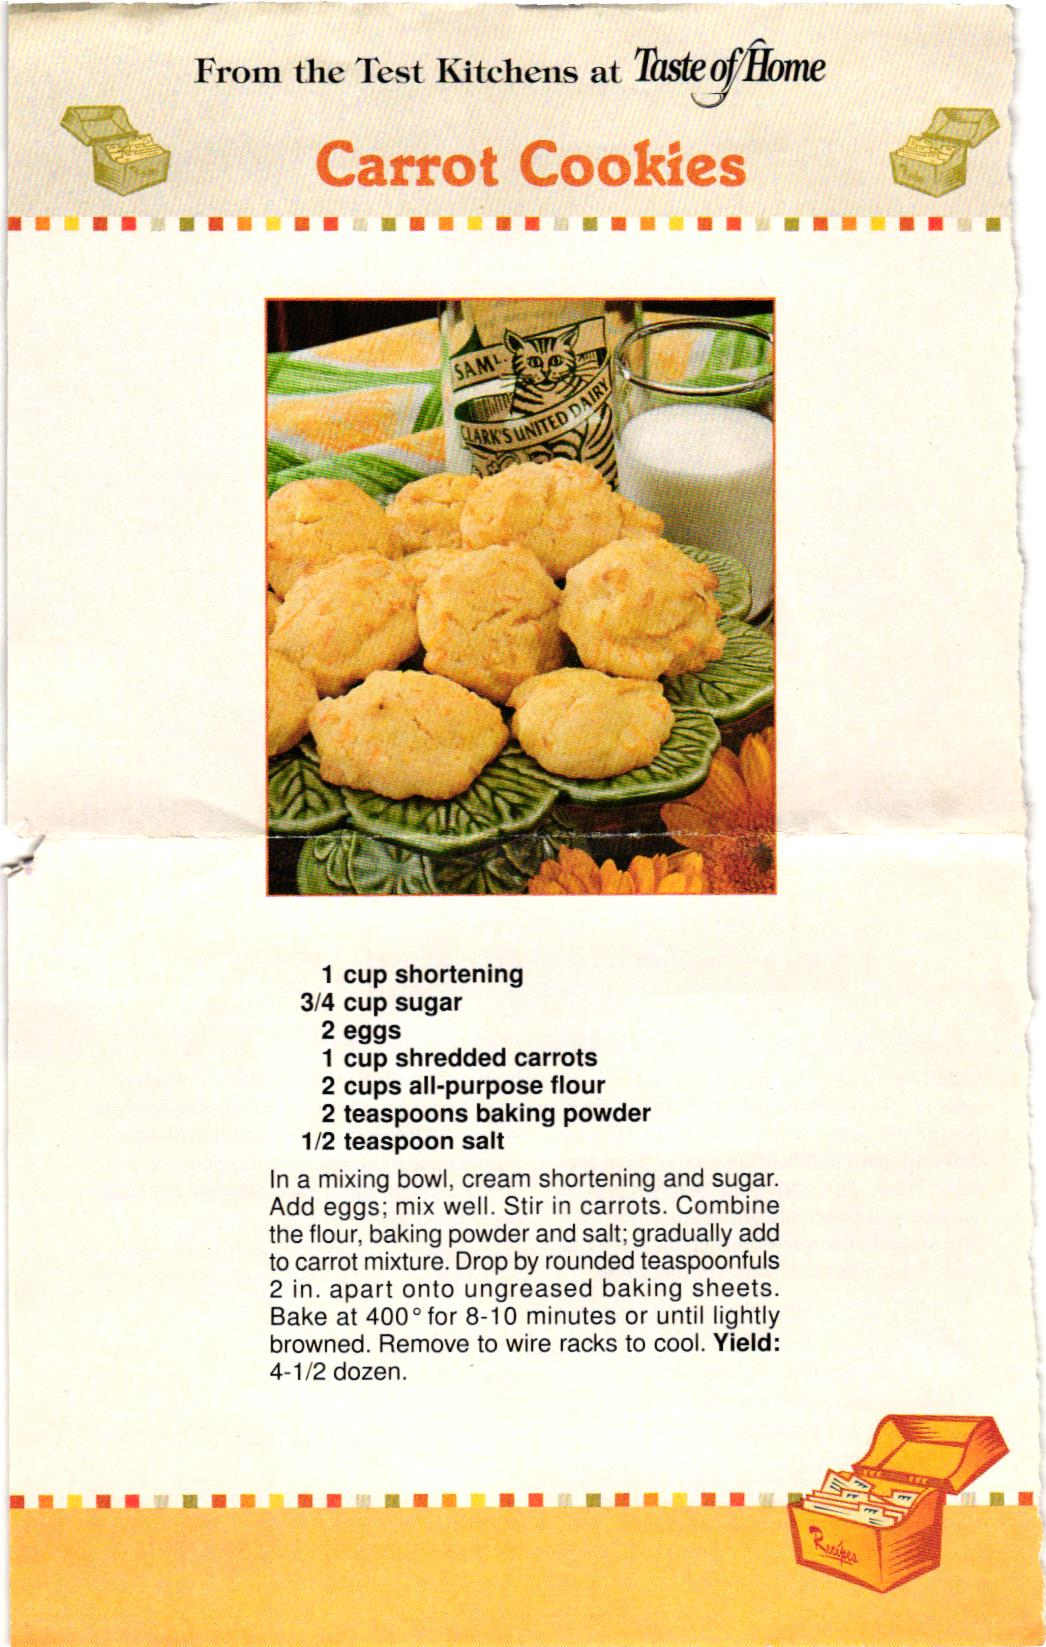 From the Test Kitchens at Taste of Home
Carrot Cookies
SAML.
CLARK'S UNITED DAIRY
1 cup shortening
3/4 cup sugar
2 eggs
1 cup shredded carrots
2 cups all-purpose flour
2 teaspoons baking powder
1/2 teaspoon salt
In a mixing bowl, cream shortening and sugar.
Add eggs; mix well. Stir in carrots. Combine
the flour, baking powder and salt; gradually add
to carrot mixture. Drop by rounded teaspoonfuls
2 in. apart onto ungreased baking sheets.
Bake at 400° for 8-10 minutes or until lightly
browned. Remove to wire racks to cool. Yield:
4-1/2 dozen.
Recipes